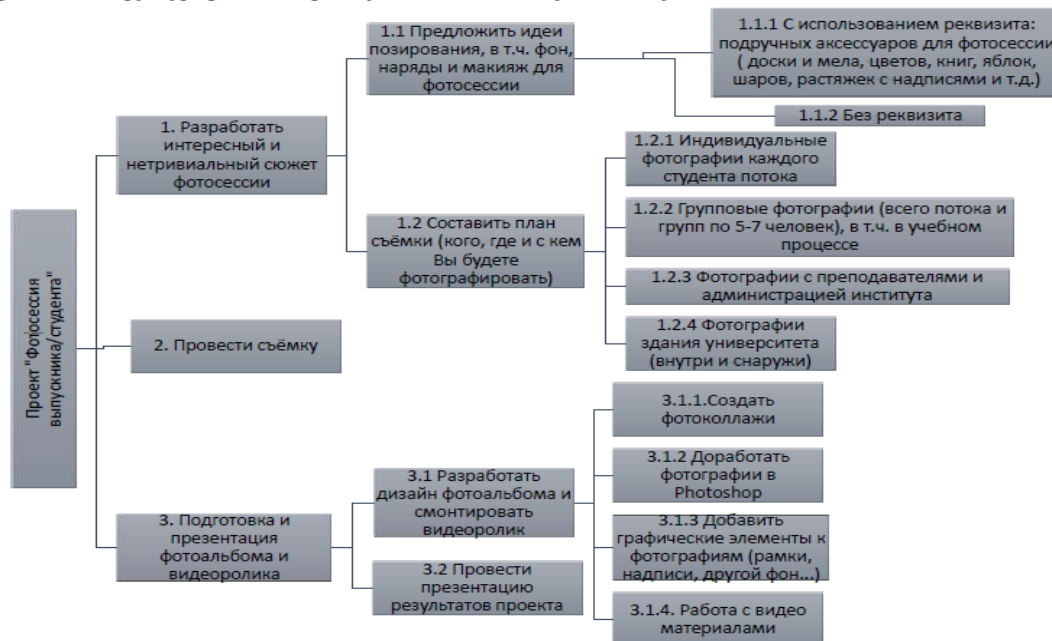 Проект "Фотосессия
выпускника/студента"
1. Разработать
интересный и
нетривиальный сюжет
фотосессии
1.1 Предложить идеи
позирования, в т.ч. фон,
наряды и макияж для
фотосессии
1.1.1 С использованием реквизита:
подручных аксессуаров для фотосессии
( доски и мела, цветов, книг, яблок,
шаров, растяжек с надписями и т.д.)
1.1.2 Без реквизита
1.2 Составить план
съёмки (кого, где и с кем
Вы будете
фотографировать)
1.2.1 Индивидуальные
фотографии каждого
студента потока
1.2.2 Групповые фотографии (всего потока и
групп по 5-7 человек), в т.ч. в учебном
процессе
1.2.3 Фотографии с преподавателями и
администрацией института
1.2.4 Фотографии
здания университета
(внутри и снаружи)
2. Провести съёмку
3. Подготовка и
презентация
фотоальбома и
видеоролика
3.1 Разработать
дизайн фотоальбома и
смонтировать
видеоролик
3.1.1.Создать
фотоколлажи
3.1.2 Доработать
фотографии в
Photoshop
3.1.3 Добавить
графические элементы к
фотографиям (рамки,
надписи, другой фон...)
3.1.4. Работа с видео
материалами
3.2 Провести
презентацию
результатов проекта